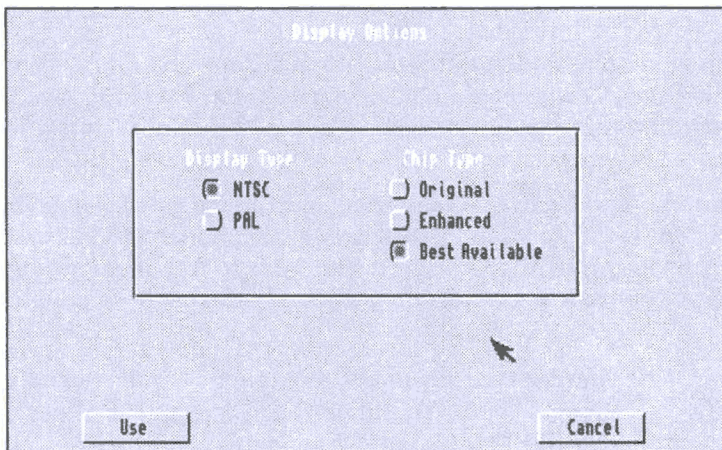 Display Options
Display Type
NTSC
PAL
Chip Type
Original
Enhanced
Best Available
Use
Cancel